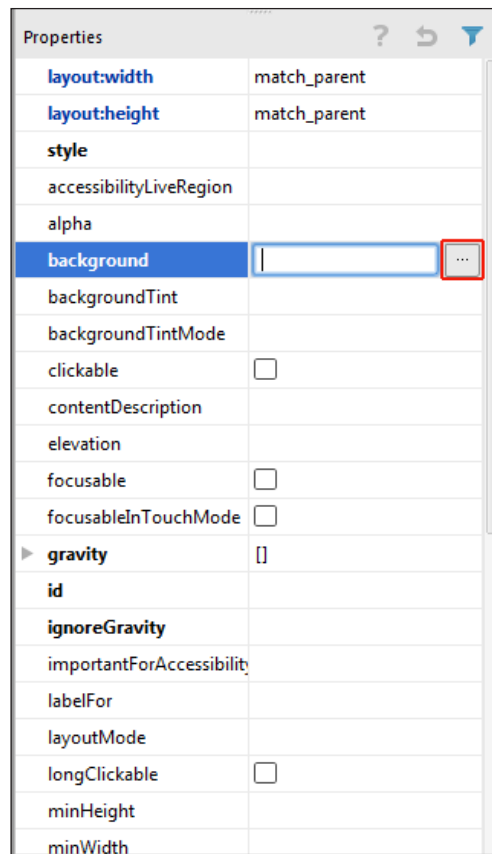 Properties ?
layout:width match_parent
layout:height match_parent
style
accessibilityLiveRegion
alpha
background ...
backgroundTint
backgroundTintMode
clickable
contentDescription
elevation
focusable
focusableInTouchMode
gravity []
id
ignoreGravity
importantForAccessibility
labelFor
layoutMode
longClickable
minHeight
minWidth